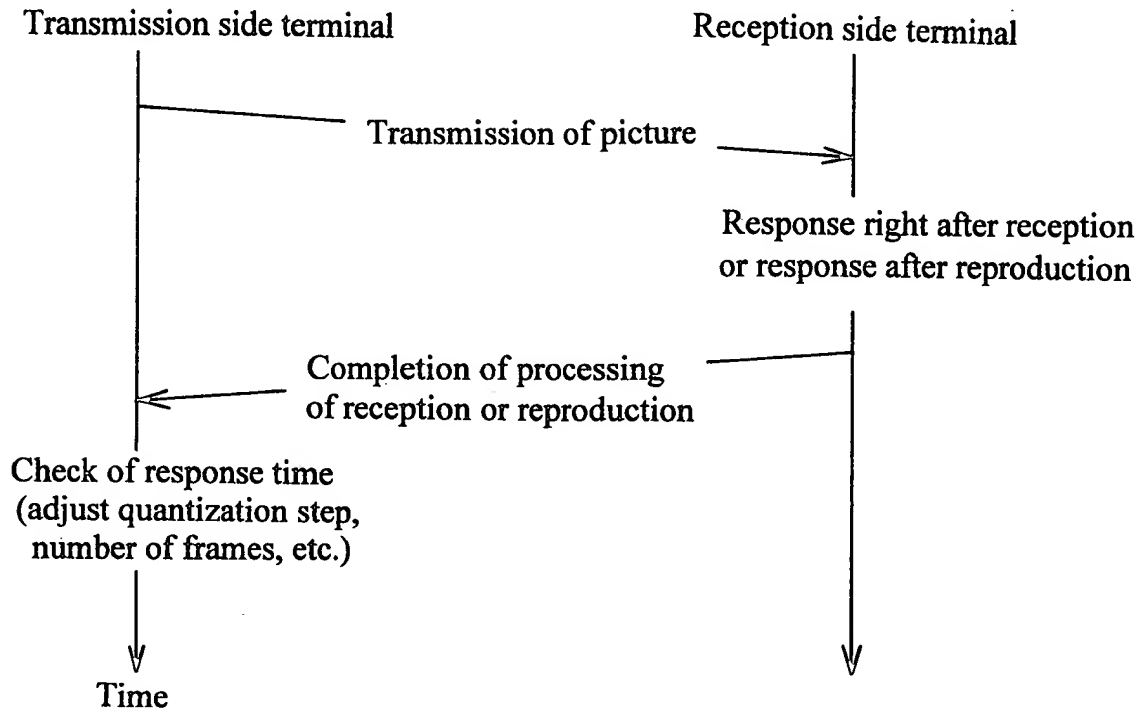 Transmission side terminal
Reception side terminal
Transmission of picture
Response right after reception
or response after reproduction
Completion of processing
of reception or reproduction
Check of response time
(adjust quantization step,
number of frames, etc.)
Time